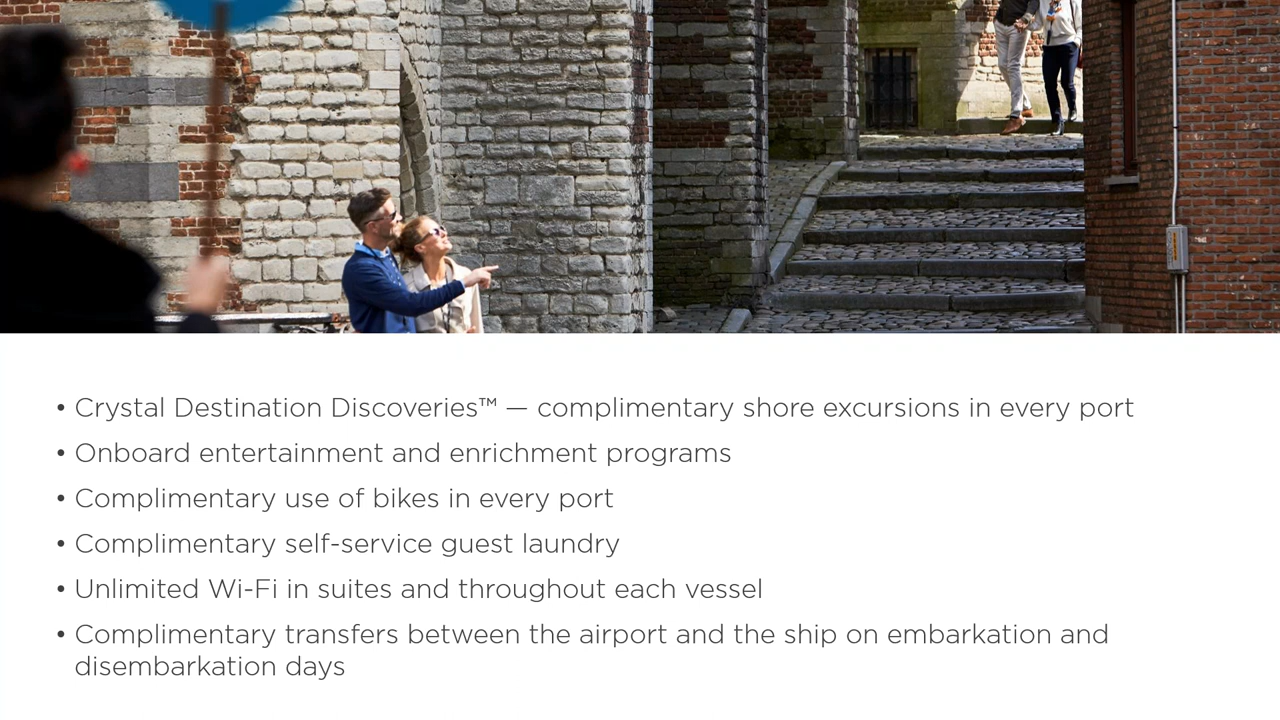 • Crystal Destination Discoveries™ — complimentary shore excursions in every port
• Onboard entertainment and enrichment programs
• Complimentary use of bikes in every port
• Complimentary self-service guest laundry
• Unlimited Wi-Fi in suites and throughout each vessel
• Complimentary transfers between the airport and the ship on embarkation and
disembarkation days